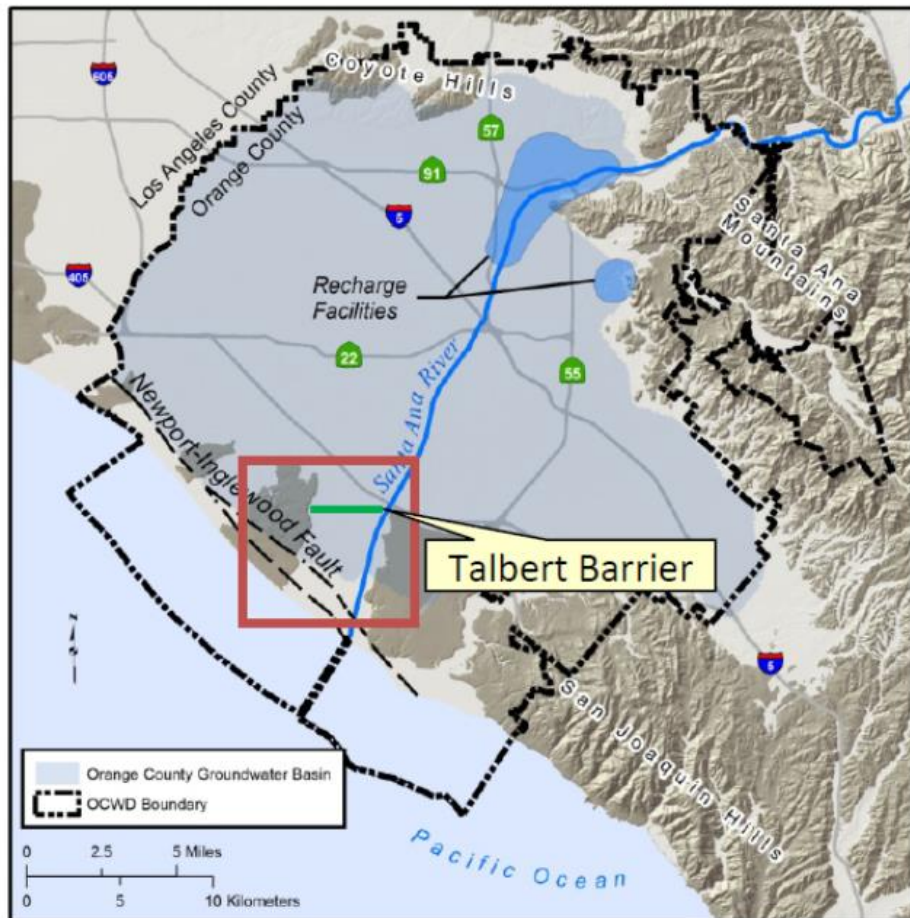 Coyote Hills
605
Los Angeles County
Orange County
57
91
5
Santa Ana
Mountains
405
Recharge
Facilities
22
55
Santa Ana River
Newport-Inglewood Fault
Talbert Barrier
N
5
San Joaquin Hills
Orange County Groundwater Basin
OCWD Boundary
0 2.5 5 Miles
0 5 10 Kilometers
Pacific Ocean